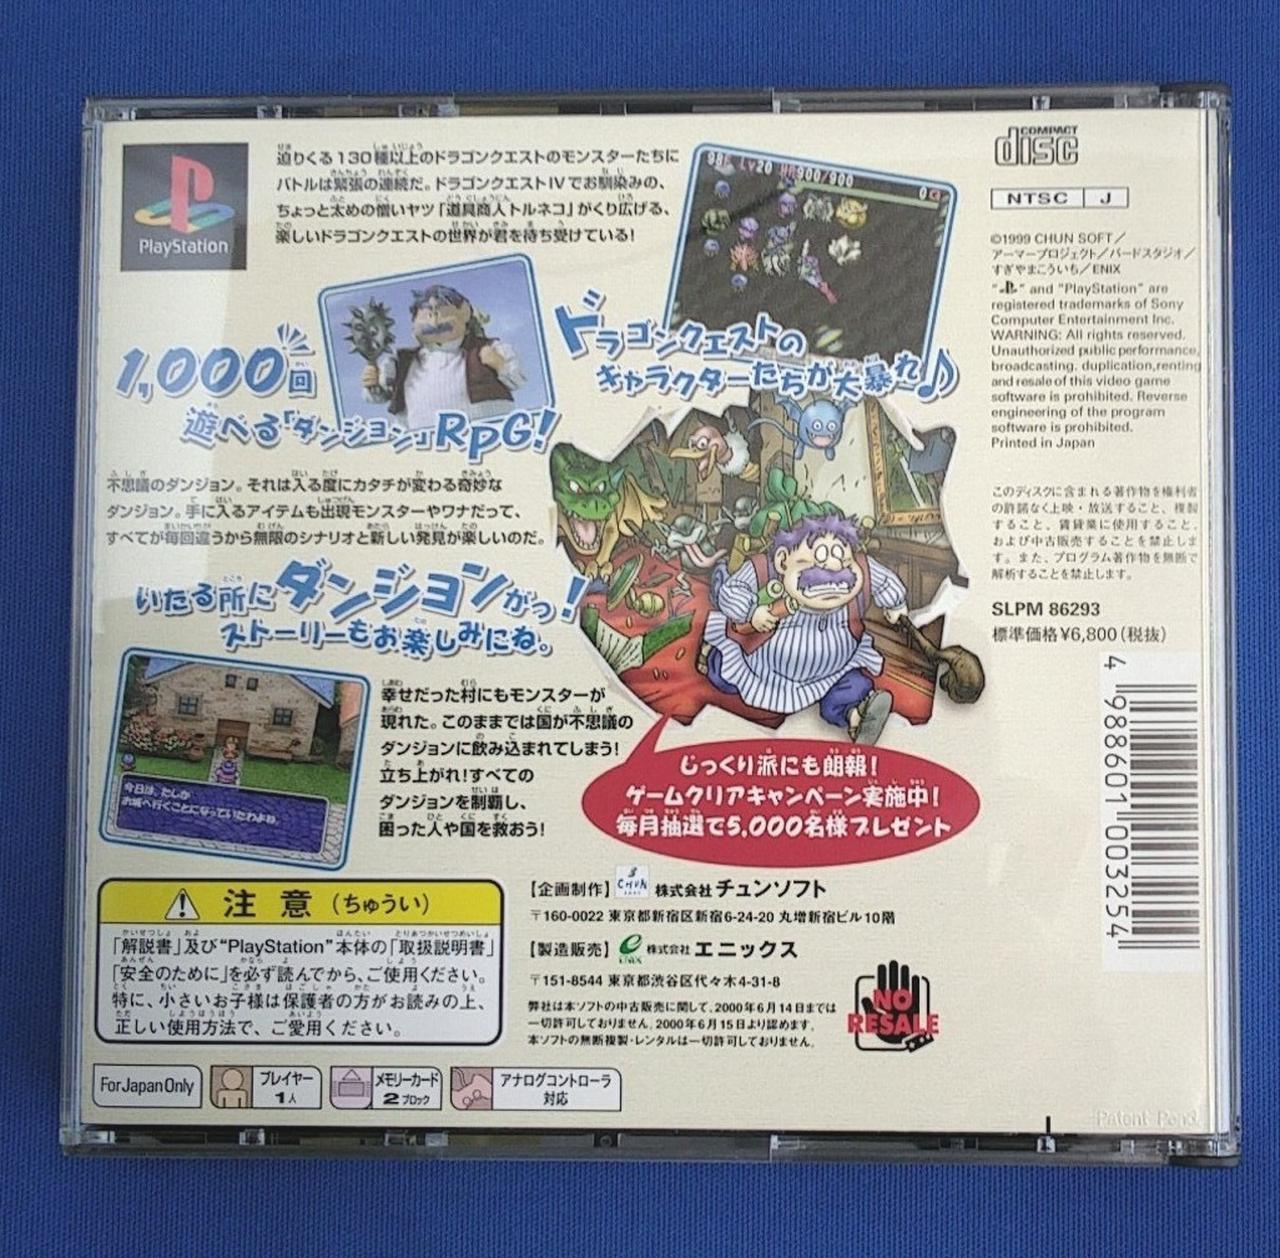 PlayStation
迫りくる130種以上のドラゴンクエストのモンスターたちに
バトルは緊張の連続だ。ドラゴンクエストIVでお馴染みの、
ちょっと太めの憎いヤツ「道具商人トルネコ」がくり広げる、
楽しいドラゴンクエストの世界が君を待ち受けている!
98F Lv20 HP900/900 0G
ドラゴンクエストの
キャラクターたちが大暴れ♪
1,000回
遊べる「ダンジョン」RPG!
不思議のダンジョン。それは入る度にカタチが変わる奇妙な
ダンジョン。手に入るアイテムも出現モンスターやワナだって、
すべてが毎回違うから無限のシナリオと新しい発見が楽しいのだ。
いたる所にダンジョンがっ!
ストーリーもお楽しみにね。
今日は、たしか
お城へ行くことになっていたわよね。
幸せだった村にもモンスターが
現れた。このままでは国が不思議の
ダンジョンに飲み込まれてしまう!
立ち上がれ!すべての
ダンジョンを制覇し、
困った人や国を救おう!
じっくり派にも朗報!
ゲームクリアキャンペーン実施中!
毎月抽選で5,000名様プレゼント
COMPACT
disc
NTSC J
©1999 CHUN SOFT/
アーマープロジェクト/バードスタジオ/
すぎやまこういち/ENIX
"PS" and "PlayStation" are
registered trademarks of Sony
Computer Entertainment Inc.
WARNING: All rights reserved.
Unauthorized public performance,
broadcasting. duplication,renting
and resale of this video game
software is prohibited. Reverse
engineering of the program
software is prohibited.
Printed in Japan
このディスクに含まれる著作物を権利者
の許諾なく上映・放送すること、複製
すること、賃貸業に使用すること、
および中古販売することを禁止しま
す。また、プログラム著作物を無断で
解析することを禁止します。
SLPM 86293
標準価格¥6,800(税抜)
4 988601 003254
注意(ちゅうい)
「解説書」及び"PlayStation"本体の「取扱説明書」
「安全のために」を必ず読んでから、ご使用ください。
特に、小さいお子様は保護者の方がお読みの上、
正しい使用方法で、ご愛用ください。
【企画制作】CHUN SOFT 株式会社チュンソフト
〒160-0022 東京都新宿区新宿6-24-20 丸増新宿ビル10階
【製造販売】ENIX 株式会社エニックス
〒151-8544 東京都渋谷区代々木4-31-8
弊社は本ソフトの中古販売に関して、2000年6月14日までは
一切許可しておりません。2000年6月15日より認めます。
本ソフトの無断複製・レンタルは一切許可しておりません。
NO
RESALE
For Japan Only
プレイヤー
1人
メモリーカード
2ブロック
アナログコントローラ
対応
Patent Pend.